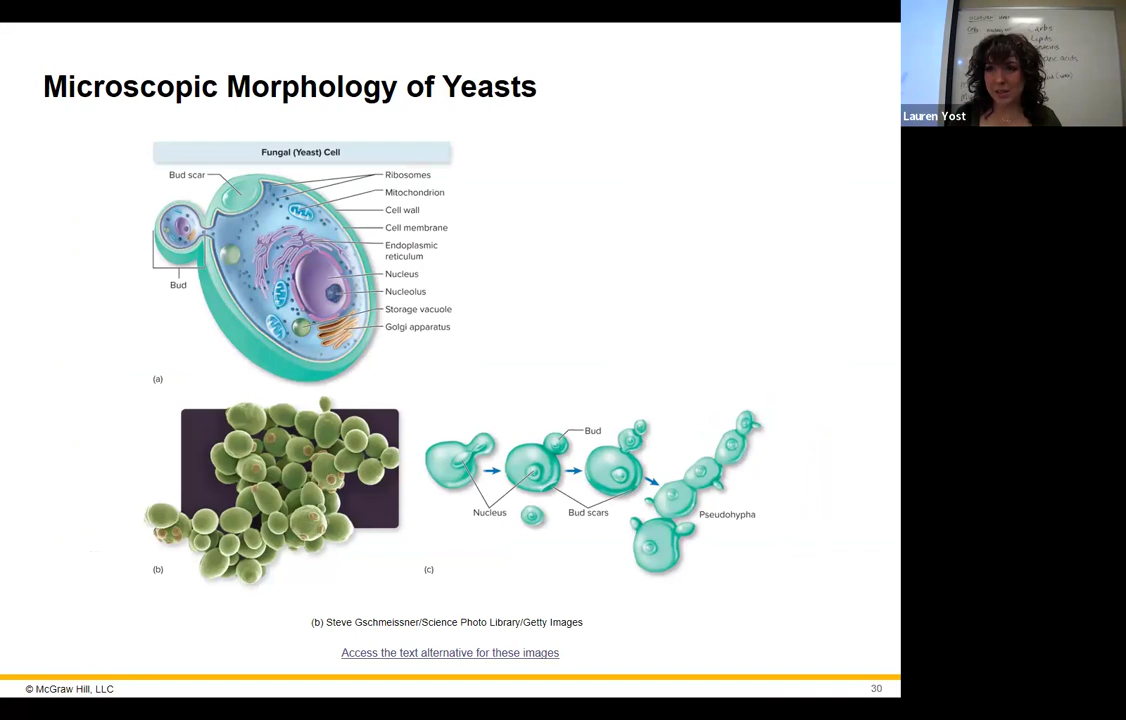 Microscopic Morphology of Yeasts
Fungal (Yeast) Cell
Bud scar
Ribosomes
Mitochondrion
Cell wall
Cell membrane
Endoplasmic
reticulum
Nucleus
Nucleolus
Storage vacuole
Golgi apparatus
Bud
(a)
(b)
Bud
Nucleus
Bud scars
Pseudohypha
(c)
(b) Steve Gschmeissner/Science Photo Library/Getty Images
Access the text alternative for these images
© McGraw Hill, LLC
30
Carbs
Lipids
Lauren Yost